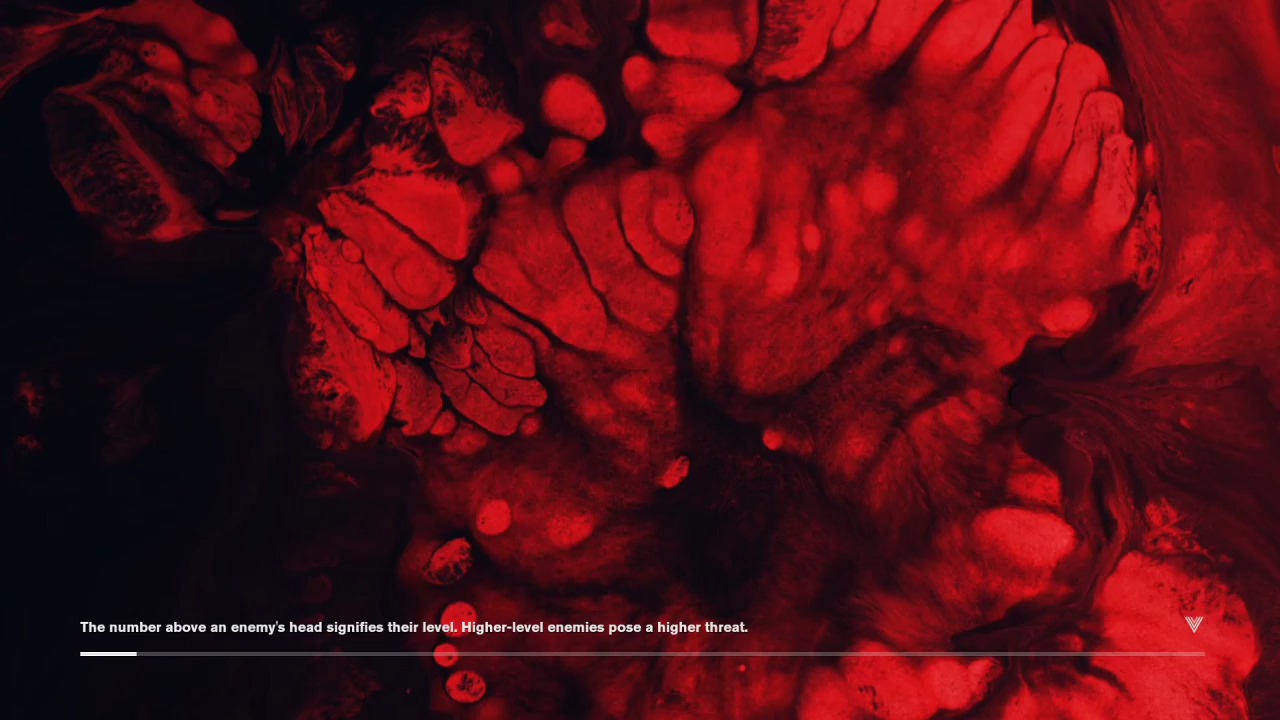 The number above an enemy's head signifies their level. Higher-level enemies pose a higher threat.